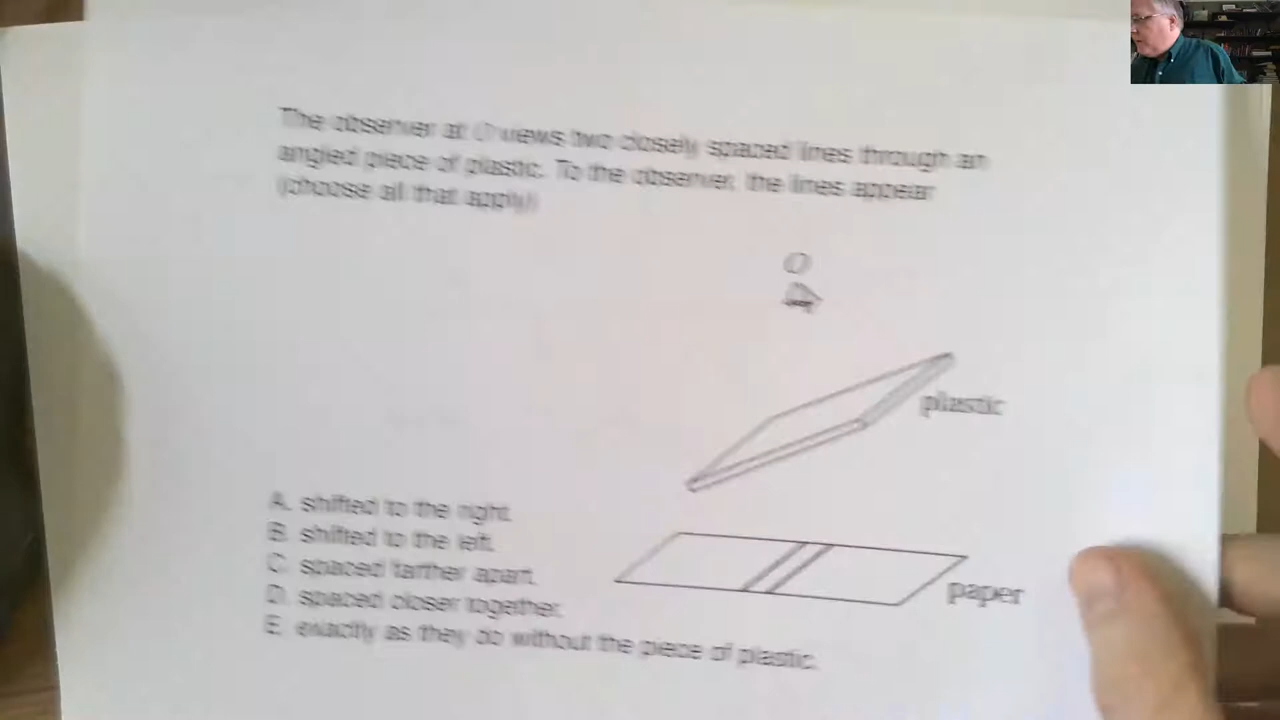 The observer at O views two closely spaced lines through an
angled piece of plastic. To the observer, the lines appear
(choose all that apply)
O
plastic
A. shifted to the right.
B. shifted to the left.
C. spaced farther apart.
D. spaced closer together.
E. exactly as they do without the piece of plastic.
paper